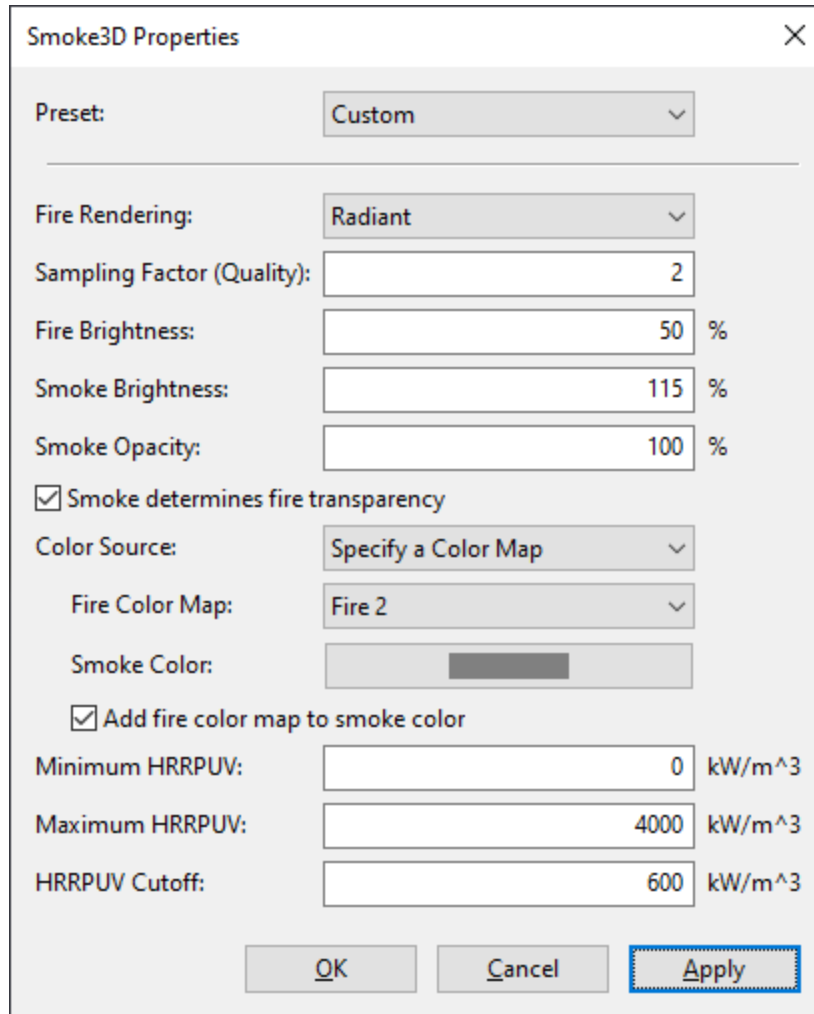 Smoke3D Properties
Preset: Custom
Fire Rendering: Radiant
Sampling Factor (Quality): 2
Fire Brightness: 50 %
Smoke Brightness: 115 %
Smoke Opacity: 100 %
Smoke determines fire transparency
Color Source: Specify a Color Map
Fire Color Map: Fire 2
Smoke Color:
Add fire color map to smoke color
Minimum HRRPUV: 0 kW/m^3
Maximum HRRPUV: 4000 kW/m^3
HRRPUV Cutoff: 600 kW/m^3
OK Cancel Apply